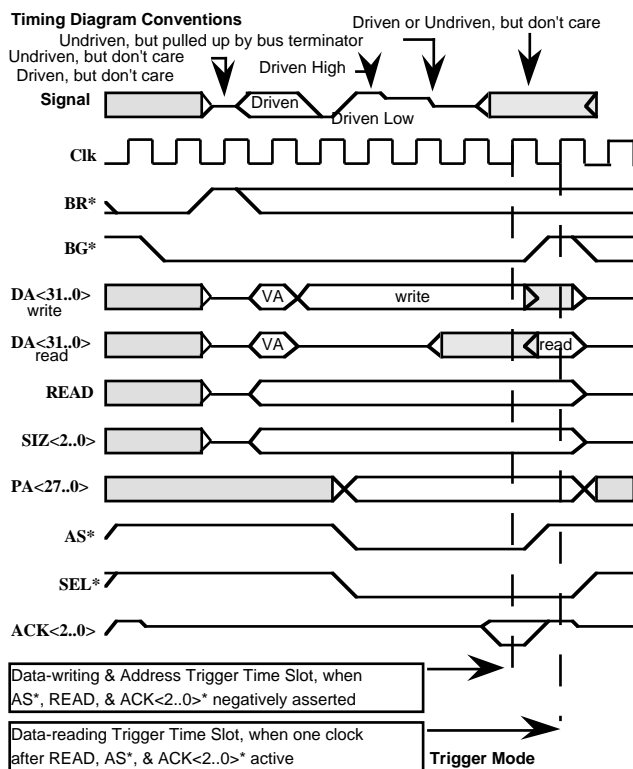 Timing Diagram Conventions
Driven or Undriven, but don't care
Undriven, but pulled up by bus terminator
Undriven, but don't care
Driven, but don't care
Driven High
Signal
Driven
Driven Low
Clk
BR*
BG*
DA<31..0>
write
VA
write
DA<31..0>
read
VA
read
READ
SIZ<2..0>
PA<27..0>
AS*
SEL*
ACK<2..0>
Data-writing & Address Trigger Time Slot, when
AS*, READ, & ACK<2..0>* negatively asserted
Data-reading Trigger Time Slot, when one clock
after READ, AS*, & ACK<2..0>* active
Trigger Mode